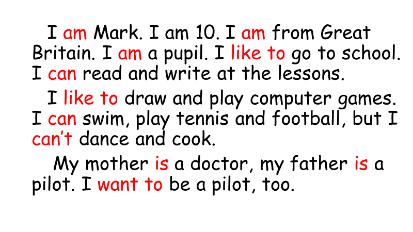 I am Mark. I am 10. I am from Great
Britain. I am a pupil. I like to go to school.
I can read and write at the lessons.
I like to draw and play computer games.
I can swim, play tennis and football, but I
can't dance and cook.
My mother is a doctor, my father is a
pilot. I want to be a pilot, too.